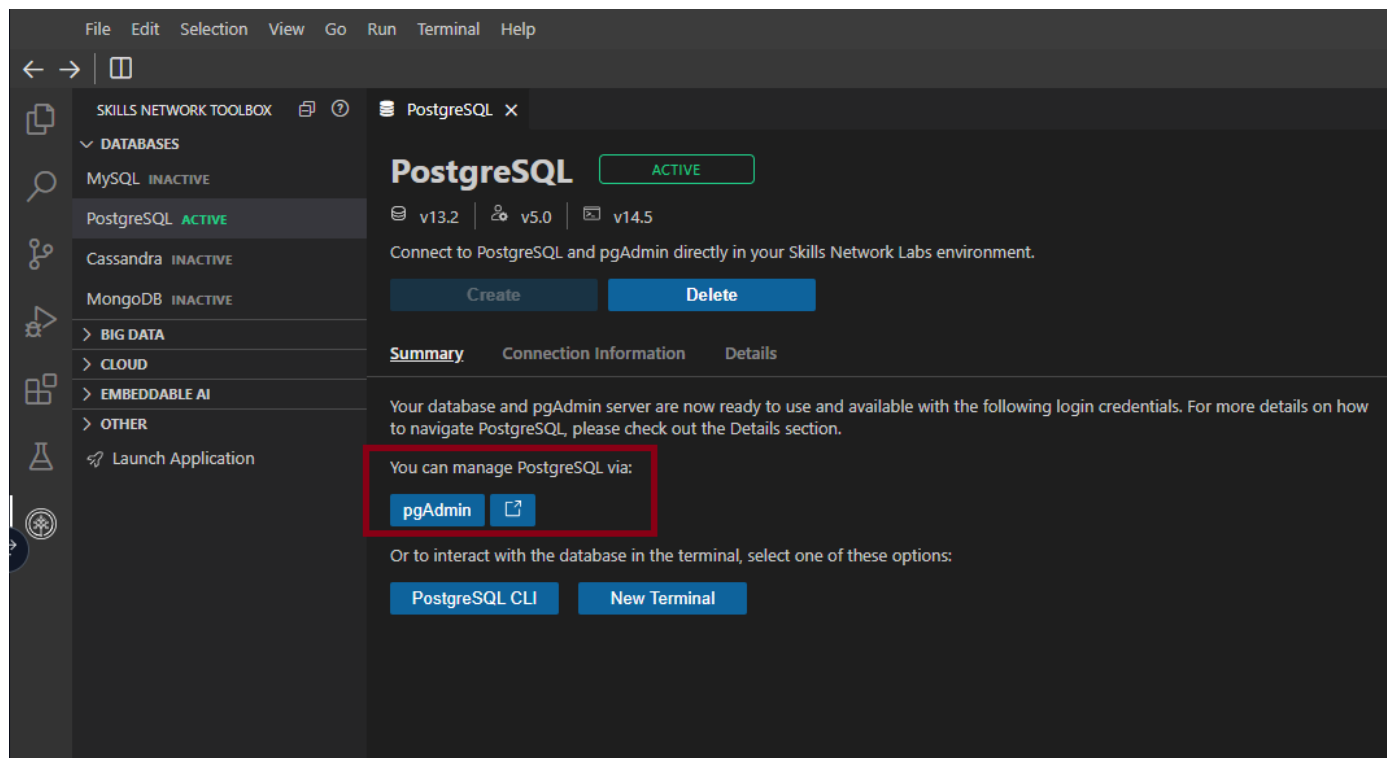 File Edit Selection View Go Run Terminal Help
SKILLS NETWORK TOOLBOX
DATABASES
MySQL INACTIVE
PostgreSQL ACTIVE
Cassandra INACTIVE
MongoDB INACTIVE
BIG DATA
CLOUD
EMBEDDABLE AI
OTHER
Launch Application
PostgreSQL
PostgreSQL ACTIVE
v13.2 v5.0 v14.5
Connect to PostgreSQL and pgAdmin directly in your Skills Network Labs environment.
Create Delete
Summary Connection Information Details
Your database and pgAdmin server are now ready to use and available with the following login credentials. For more details on how
to navigate PostgreSQL, please check out the Details section.
You can manage PostgreSQL via:
pgAdmin
Or to interact with the database in the terminal, select one of these options:
PostgreSQL CLI New Terminal